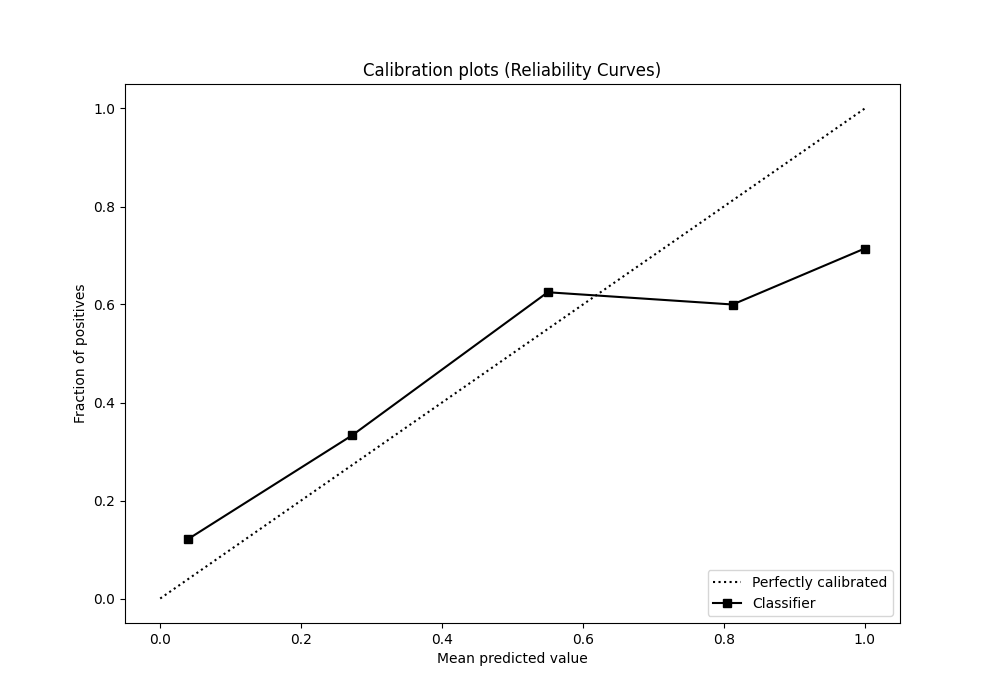 Calibration plots (Reliability Curves)
1.0
0.8
0.6
0.4
0.2
0.0
Fraction of positives
0.0 0.2 0.4 0.6 0.8 1.0
Mean predicted value
Perfectly calibrated
Classifier